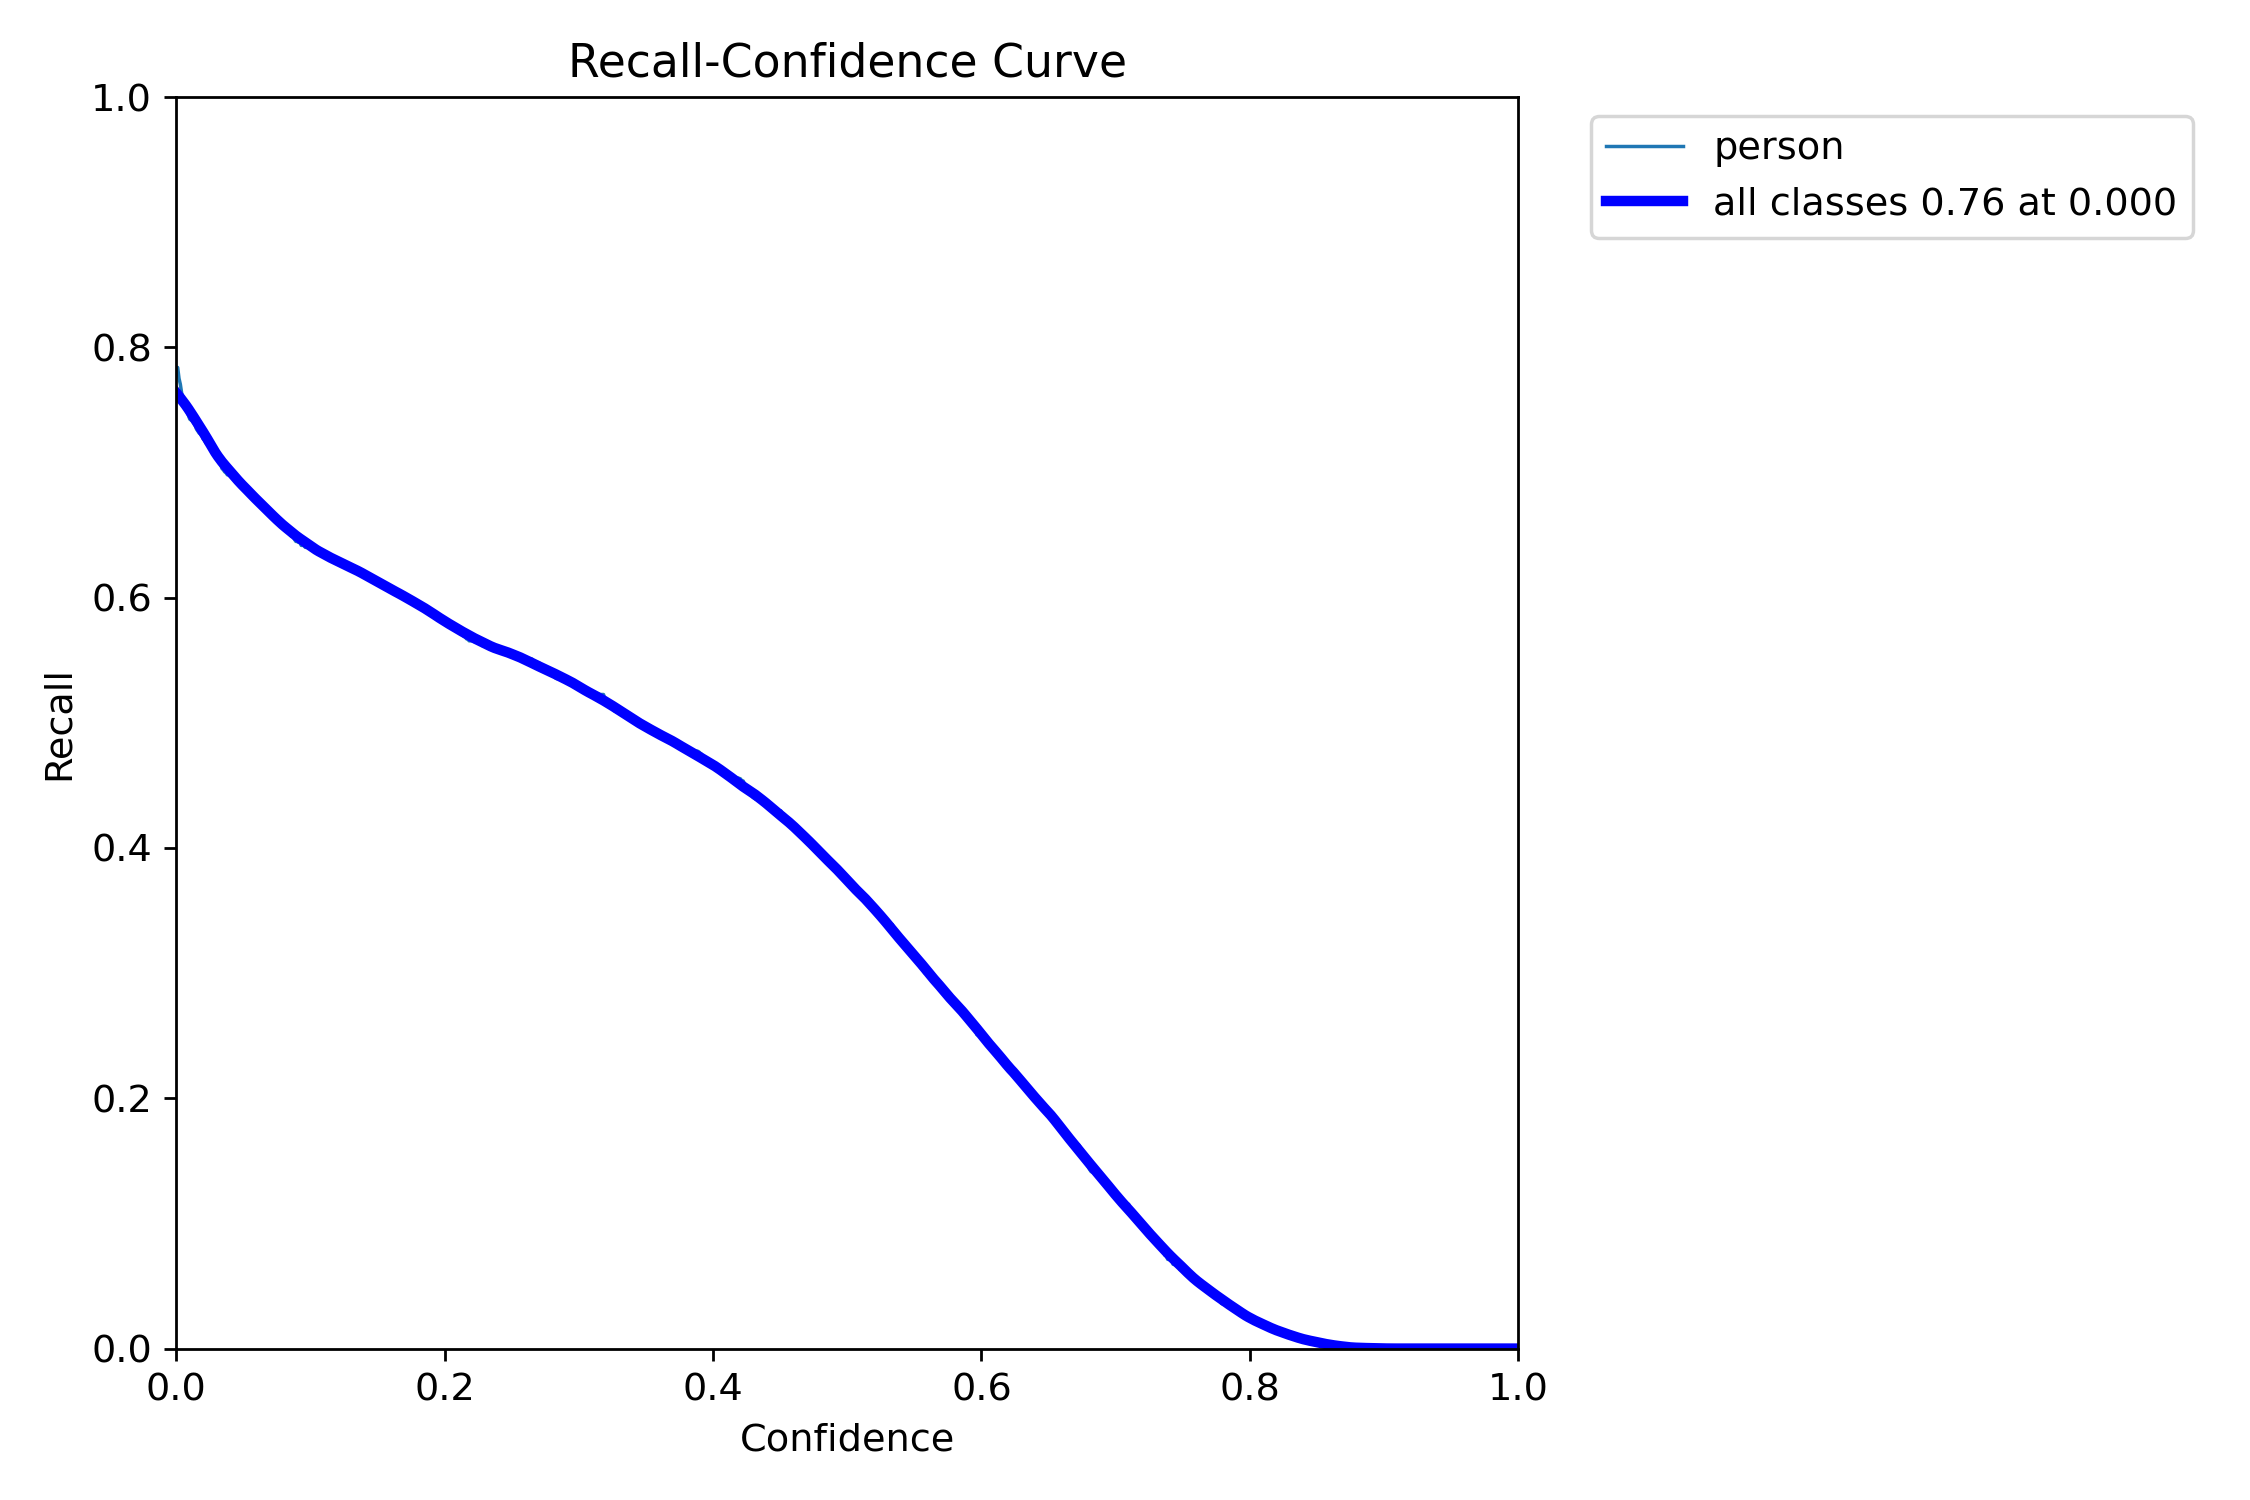 Recall-Confidence Curve
person
all classes 0.76 at 0.000
1.0
0.8
0.6
0.4
0.2
0.0
Recall
0.0 0.2 0.4 0.6 0.8 1.0
Confidence